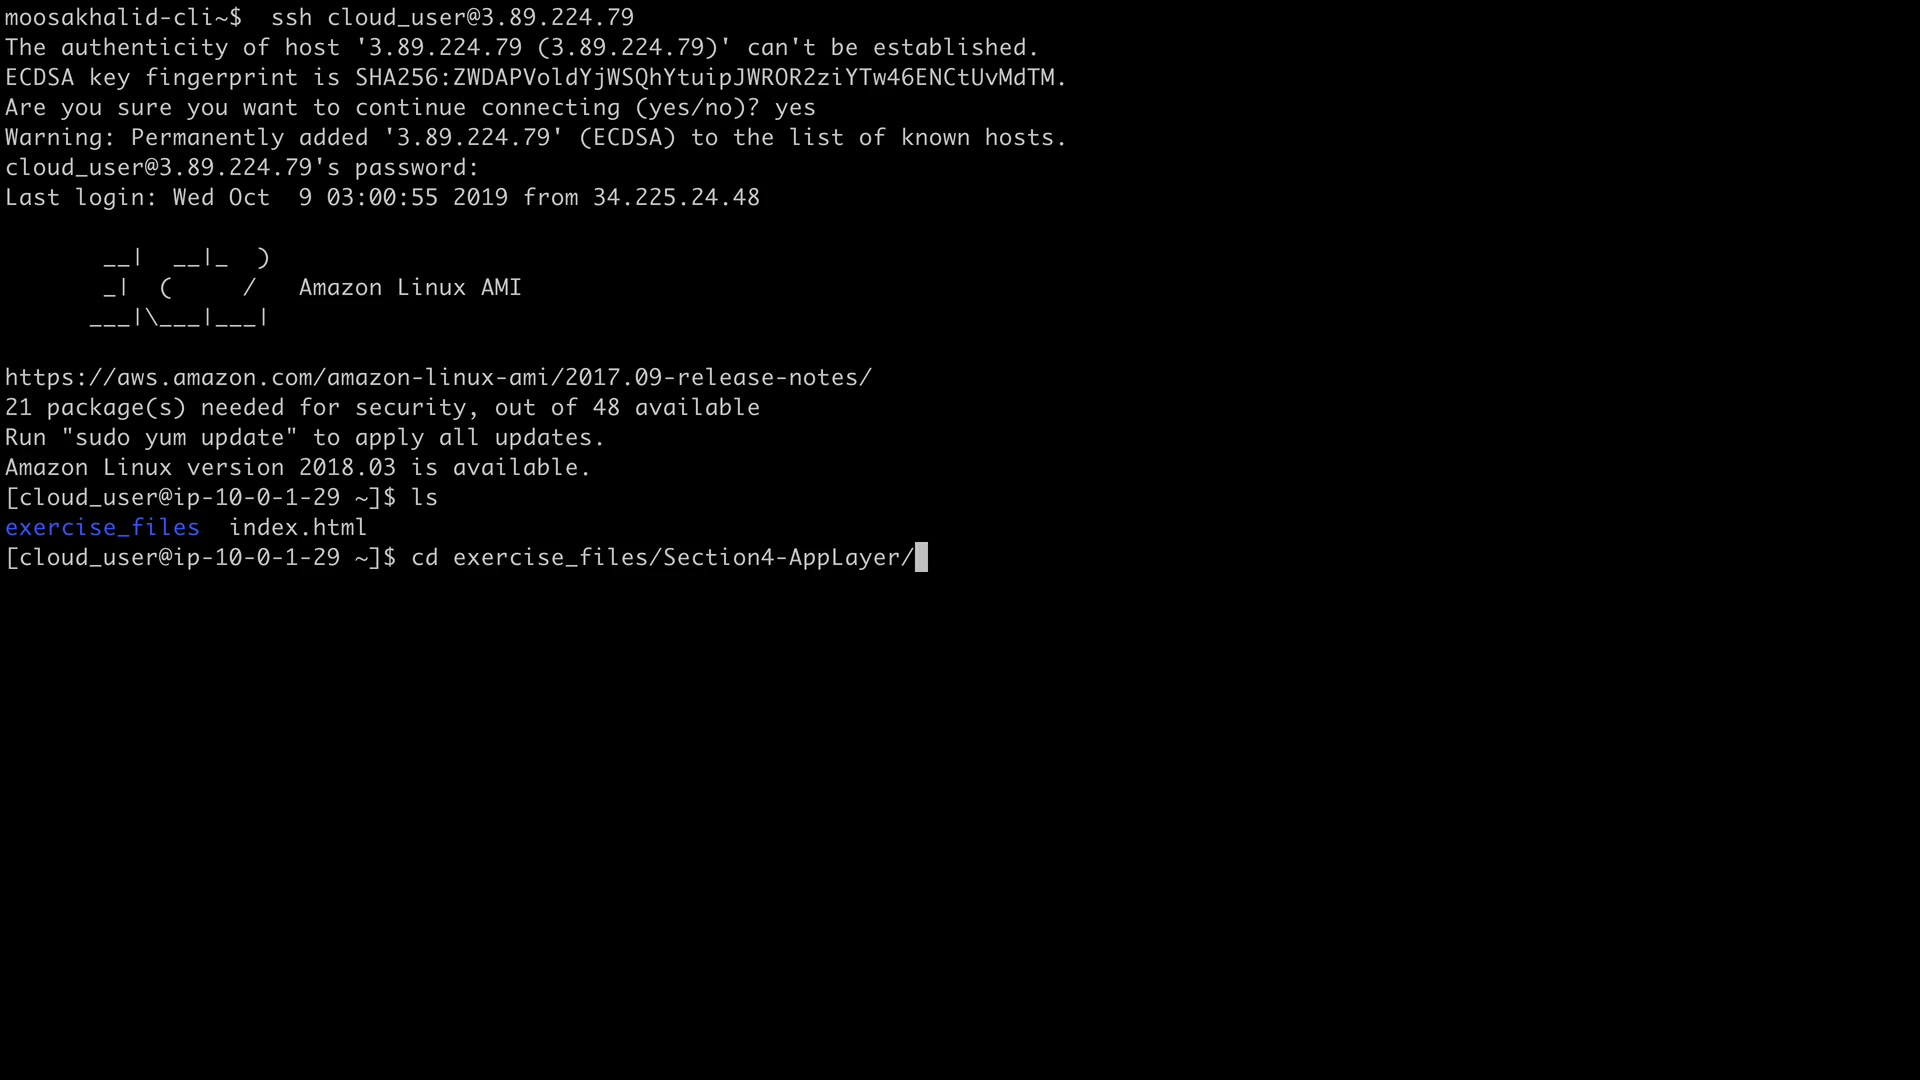 moosakhalid-cli~$  ssh cloud_user@3.89.224.79
The authenticity of host '3.89.224.79 (3.89.224.79)' can't be established.
ECDSA key fingerprint is SHA256:ZWDAPVoldYjWSQhYtuipJWROR2ziYTw46ENCtUvMdTM.
Are you sure you want to continue connecting (yes/no)? yes
Warning: Permanently added '3.89.224.79' (ECDSA) to the list of known hosts.
cloud_user@3.89.224.79's password:
Last login: Wed Oct  9 03:00:55 2019 from 34.225.24.48

       __|  __|_  )
       _|  (     /   Amazon Linux AMI
      ___|\___|___|

https://aws.amazon.com/amazon-linux-ami/2017.09-release-notes/
21 package(s) needed for security, out of 48 available
Run "sudo yum update" to apply all updates.
Amazon Linux version 2018.03 is available.
[cloud_user@ip-10-0-1-29 ~]$ ls
exercise_files  index.html
[cloud_user@ip-10-0-1-29 ~]$ cd exercise_files/Section4-AppLayer/